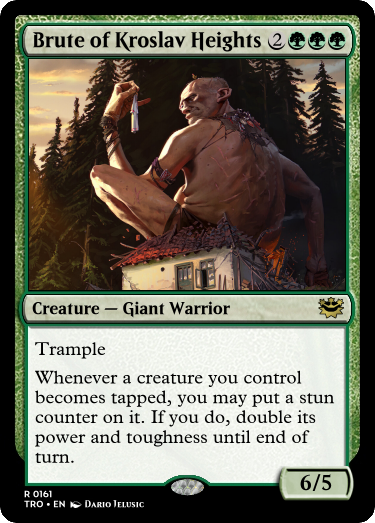 Brute of Kroslav Heights 2
Creature — Giant Warrior
Trample
Whenever a creature you control
becomes tapped, you may put a stun
counter on it. If you do, double its
power and toughness until end of
turn.
6/5
R 0161
TRO • EN DARIO JELUSIC